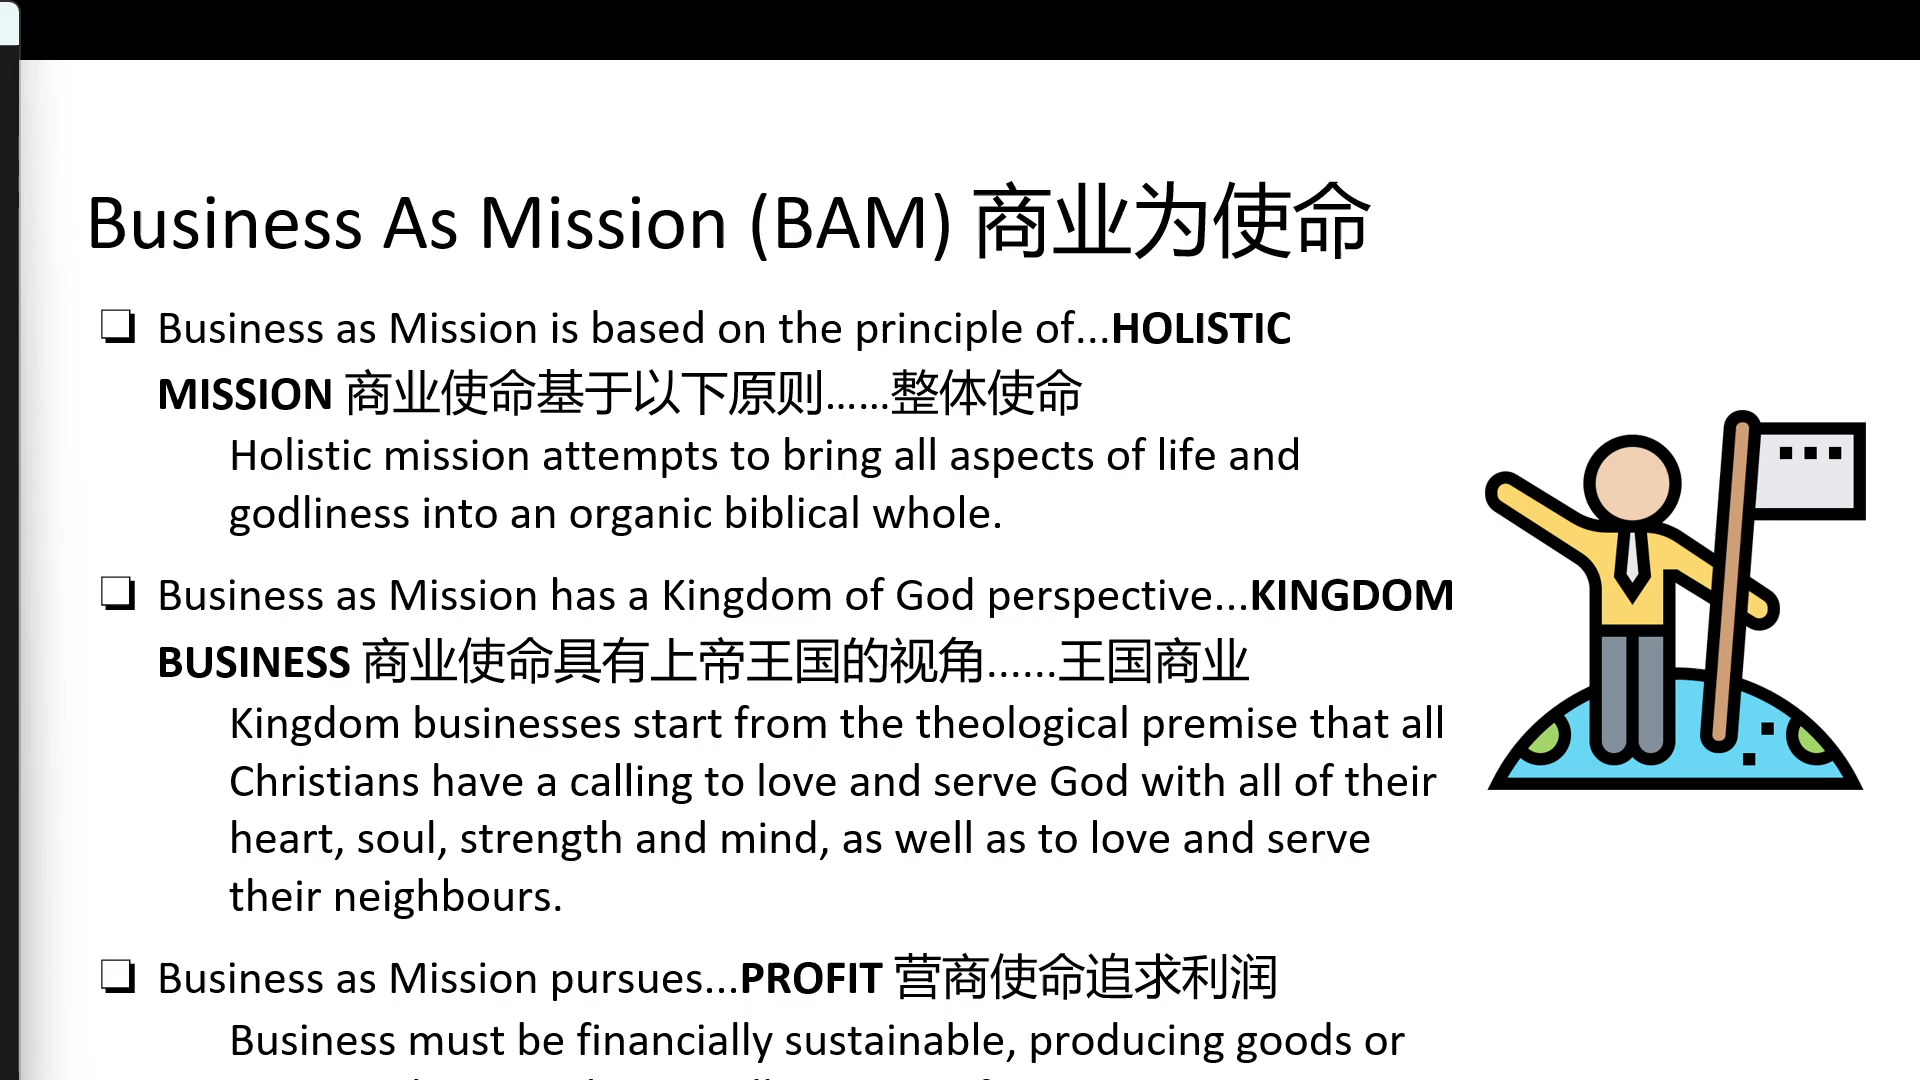 Business As Mission (BAM) 商业为使命
❏ Business as Mission is based on the principle of...HOLISTIC
MISSION 商业使命基于以下原则……整体使命
Holistic mission attempts to bring all aspects of life and
godliness into an organic biblical whole.
❏ Business as Mission has a Kingdom of God perspective...KINGDOM
BUSINESS 商业使命具有上帝王国的视角......王国商业
Kingdom businesses start from the theological premise that all
Christians have a calling to love and serve God with all of their
heart, soul, strength and mind, as well as to love and serve
their neighbours.
❏ Business as Mission pursues...PROFIT 营商使命追求利润
Business must be financially sustainable, producing goods or